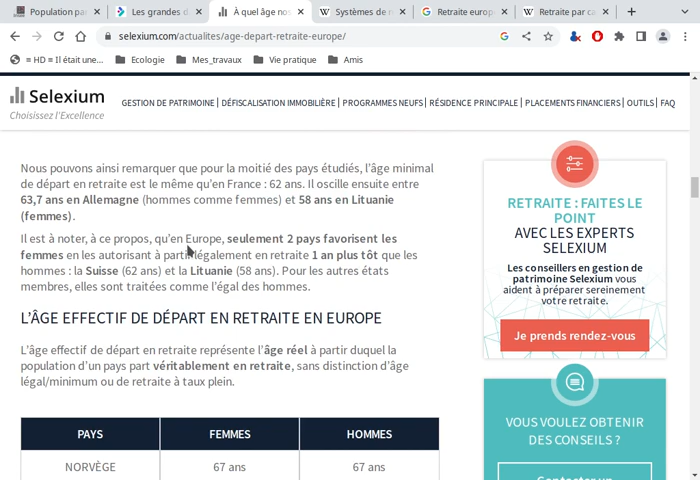 Population pa
Les grandes d
À quel âge nos
Systèmes de r
Retraite europ
Retraite par ca
selexium.com/actualites/age-depart-retraite-europe/
= HD = Il était une...
Ecologie
Mes_travaux
Vie pratique
Amis
Selexium
Choisissez l'Excellence
GESTION DE PATRIMOINE | DÉFISCALISATION IMMOBILIÈRE | PROGRAMMES NEUFS | RÉSIDENCE PRINCIPALE | PLACEMENTS FINANCIERS | OUTILS | FAQ
Nous pouvons ainsi remarquer que pour la moitié des pays étudiés, l'âge minimal
de départ en retraite est le même qu'en France : 62 ans. Il oscille ensuite entre
63,7 ans en Allemagne (hommes comme femmes) et 58 ans en Lituanie
(femmes).
Il est à noter, à ce propos, qu'en Europe, seulement 2 pays favorisent les
femmes en les autorisant à partir légalement en retraite 1 an plus tôt que les
hommes : la Suisse (62 ans) et la Lituanie (58 ans). Pour les autres états
membres, elles sont traitées comme l'égal des hommes.
L'ÂGE EFFECTIF DE DÉPART EN RETRAITE EN EUROPE
L'âge effectif de départ en retraite représente l'âge réel à partir duquel la
population d'un pays part véritablement en retraite, sans distinction d'âge
légal/minimum ou de retraite à taux plein.
PAYS FEMMES HOMMES
NORVÈGE 67 ans 67 ans
RETRAITE : FAITES LE
POINT
AVEC LES EXPERTS
SELEXIUM
Les conseillers en gestion de
patrimoine Selexium vous
aident à préparer sereinement
votre retraite.
Je prends rendez-vous
VOUS VOULEZ OBTENIR
DES CONSEILS ?
Contacter un